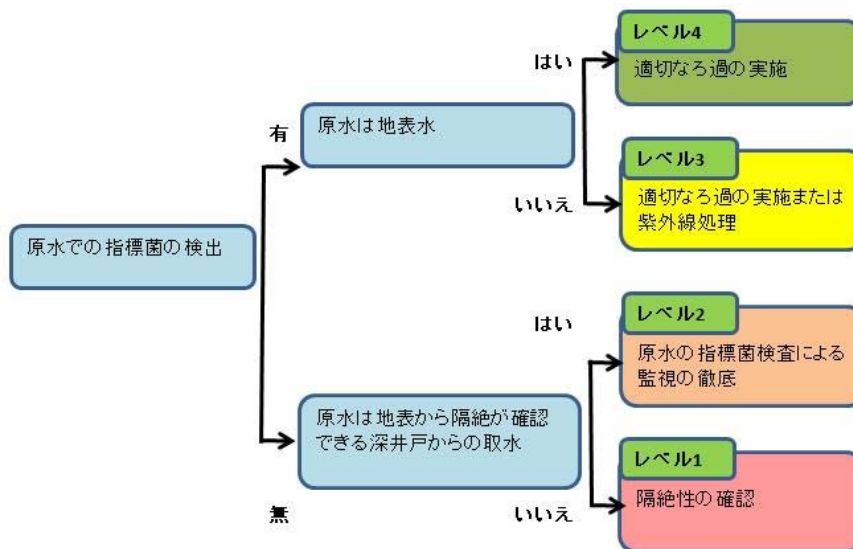 原水での指標菌の検出
有
原水は地表水
はい
レベル4
適切なろ過の実施
いいえ
レベル3
適切なろ過の実施または
紫外線処理
無
原水は地表から隔絶が確認
できる深井戸からの取水
はい
レベル2
原水の指標菌検査による
監視の徹底
いいえ
レベル1
隔絶性の確認